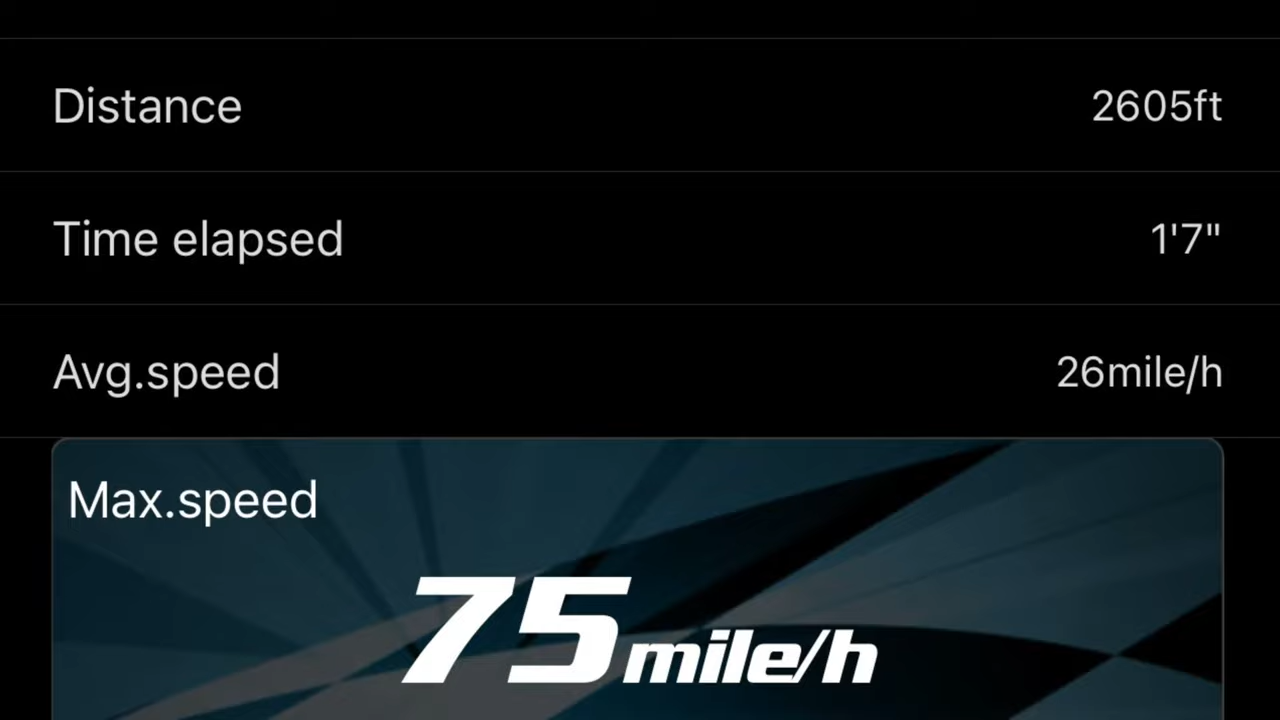 Distance 2605ft
Time elapsed 1'7"
Avg.speed 26mile/h
Max.speed
75mile/h